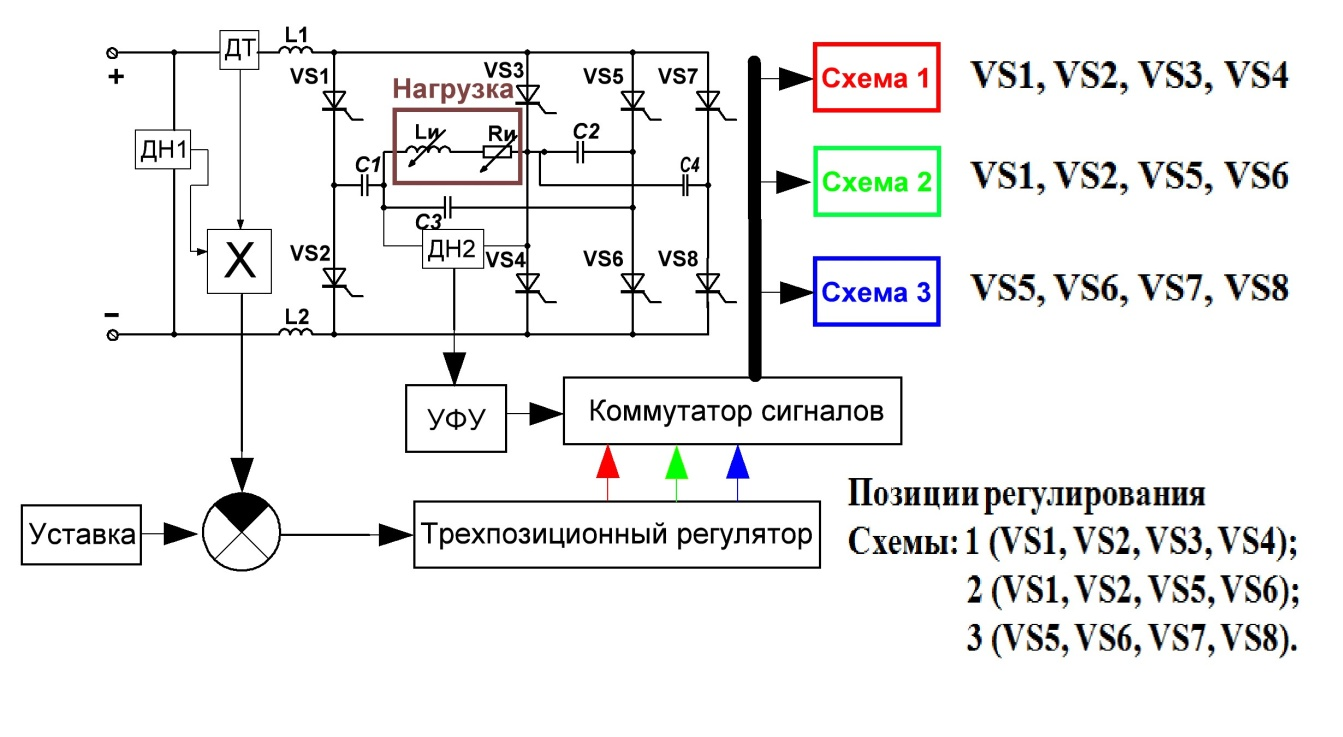 ДТ
L1
+
VS1
VS3
VS5
VS7
Нагрузка
Lи
Rи
C2
ДН1
C1
C4
C3
ДН2
X
VS2
VS4
VS6
VS8
–
L2
Схема 1
VS1, VS2, VS3, VS4
Схема 2
VS1, VS2, VS5, VS6
Схема 3
VS5, VS6, VS7, VS8
УФУ
Коммутатор сигналов
Уставка
Трехпозиционный регулятор
Позиции регулирования
Схемы: 1 (VS1, VS2, VS3, VS4);
2 (VS1, VS2, VS5, VS6);
3 (VS5, VS6, VS7, VS8).